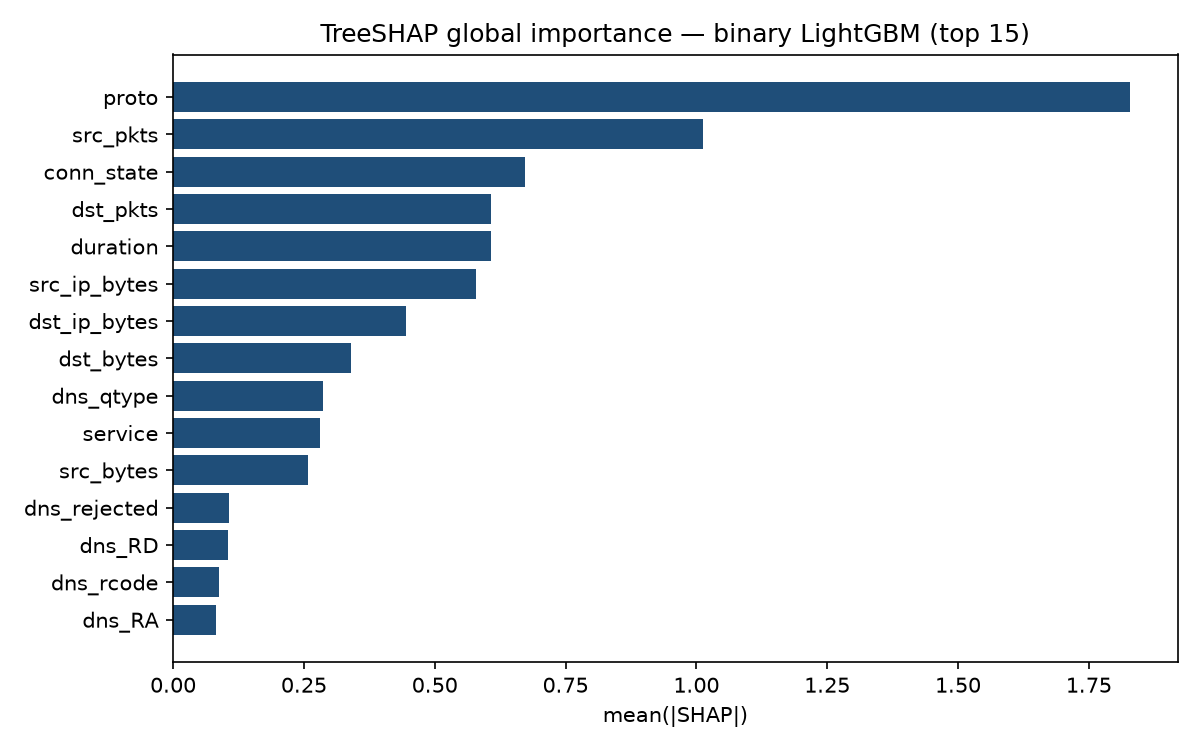 TreeSHAP global importance — binary LightGBM (top 15)
proto
src_pkts
conn_state
dst_pkts
duration
src_ip_bytes
dst_ip_bytes
dst_bytes
dns_qtype
service
src_bytes
dns_rejected
dns_RD
dns_rcode
dns_RA
0.00 0.25 0.50 0.75 1.00 1.25 1.50 1.75
mean(|SHAP|)